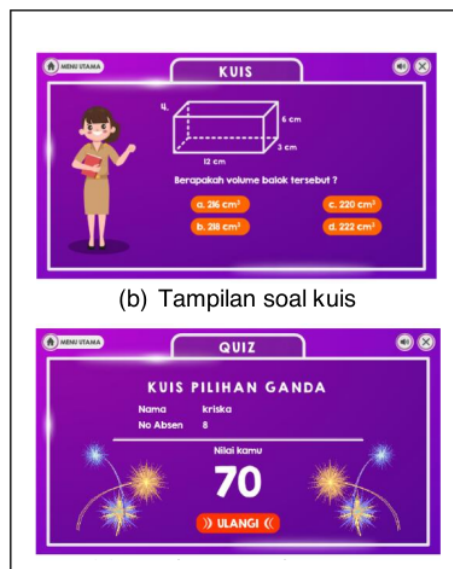 MENU UTAMA
KUIS
4.
6 cm
3 cm
12 cm
Berapakah volume balok tersebut ?
a. 216 cm³
c. 220 cm³
b. 218 cm³
d. 222 cm³
(b) Tampilan soal kuis
MENU UTAMA
QUIZ
KUIS PILIHAN GANDA
Nama kriska
No Absen 8
Nilai kamu
70
ULANGI